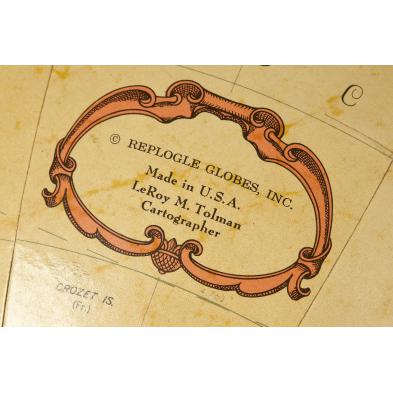 C
© REPLOGLE GLOBES, INC.
Made in U.S.A.
LeRoy M. Tolman
Cartographer
CROZET IS.
(Fr.)